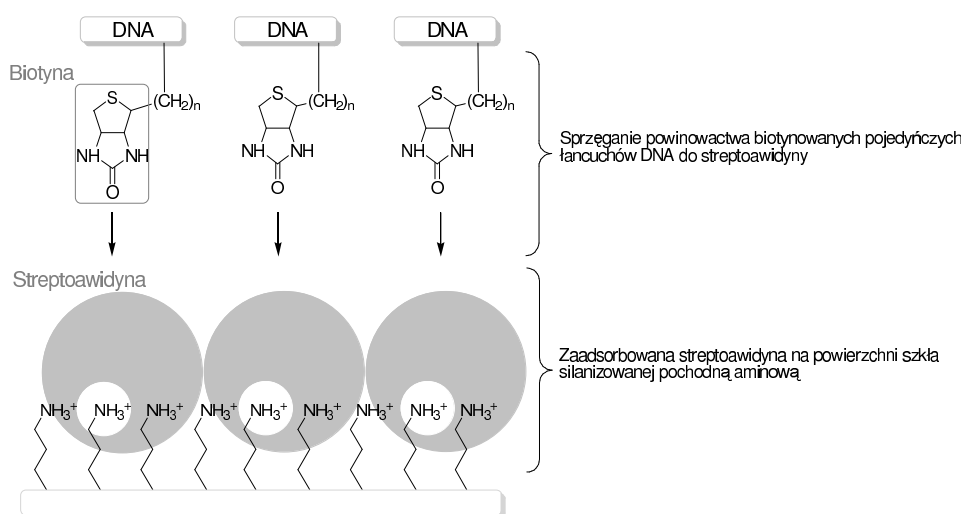 DNA DNA DNA
Biotyna
S (CH2)n S (CH2)n S (CH2)n
NH NH NH NH NH NH
O O O
Sprzęganie powinowactwa biotynowanych pojedyńczych
łancuchów DNA do streptoawidyny
Streptoawidyna
Zaadsorbowana streptoawidyna na powierzchni szkła
silanizowanej pochodną aminową
NH3+ NH3+ NH3+ NH3+ NH3+ NH3+ NH3+ NH3+ NH3+